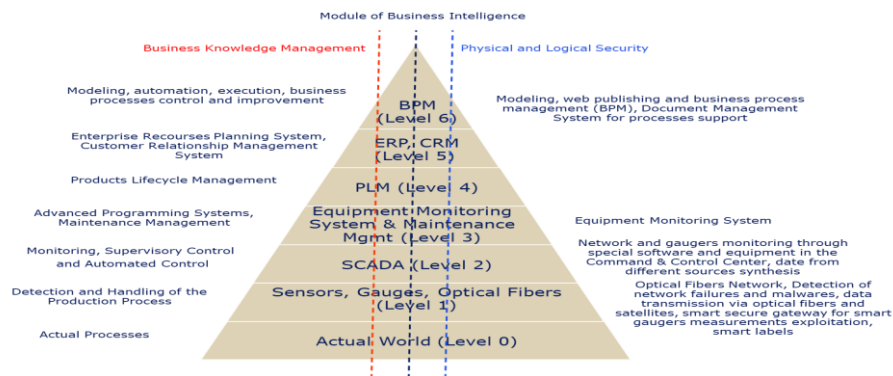 Module of Business Intelligence
Business Knowledge Management
Physical and Logical Security
Modeling, automation, execution, business
processes control and improvement
BPM
(Level 6)
Modeling, web publishing and business process
management (BPM), Document Management
System for processes support
Enterprise Recourses Planning System,
Customer Relationship Management
System
ERP, CRM
(Level 5)
Products Lifecycle Management
PLM (Level 4)
Advanced Programming Systems,
Maintenance Management
Equipment Monitoring
System & Maintenance
Mgmt (Level 3)
Equipment Monitoring System
Monitoring, Supervisory Control
and Automated Control
SCADA (Level 2)
Network and gaugers monitoring through
special software and equipment in the
Command & Control Center, date from
different sources synthesis
Detection and Handling of the
Production Process
Sensors, Gauges, Optical Fibers
(Level 1)
Optical Fibers Network, Detection of
network failures and malwares, data
transmission via optical fibers and
satellites, smart secure gateway for smart
gaugers measurements exploitation,
smart labels
Actual Processes
Actual World (Level 0)